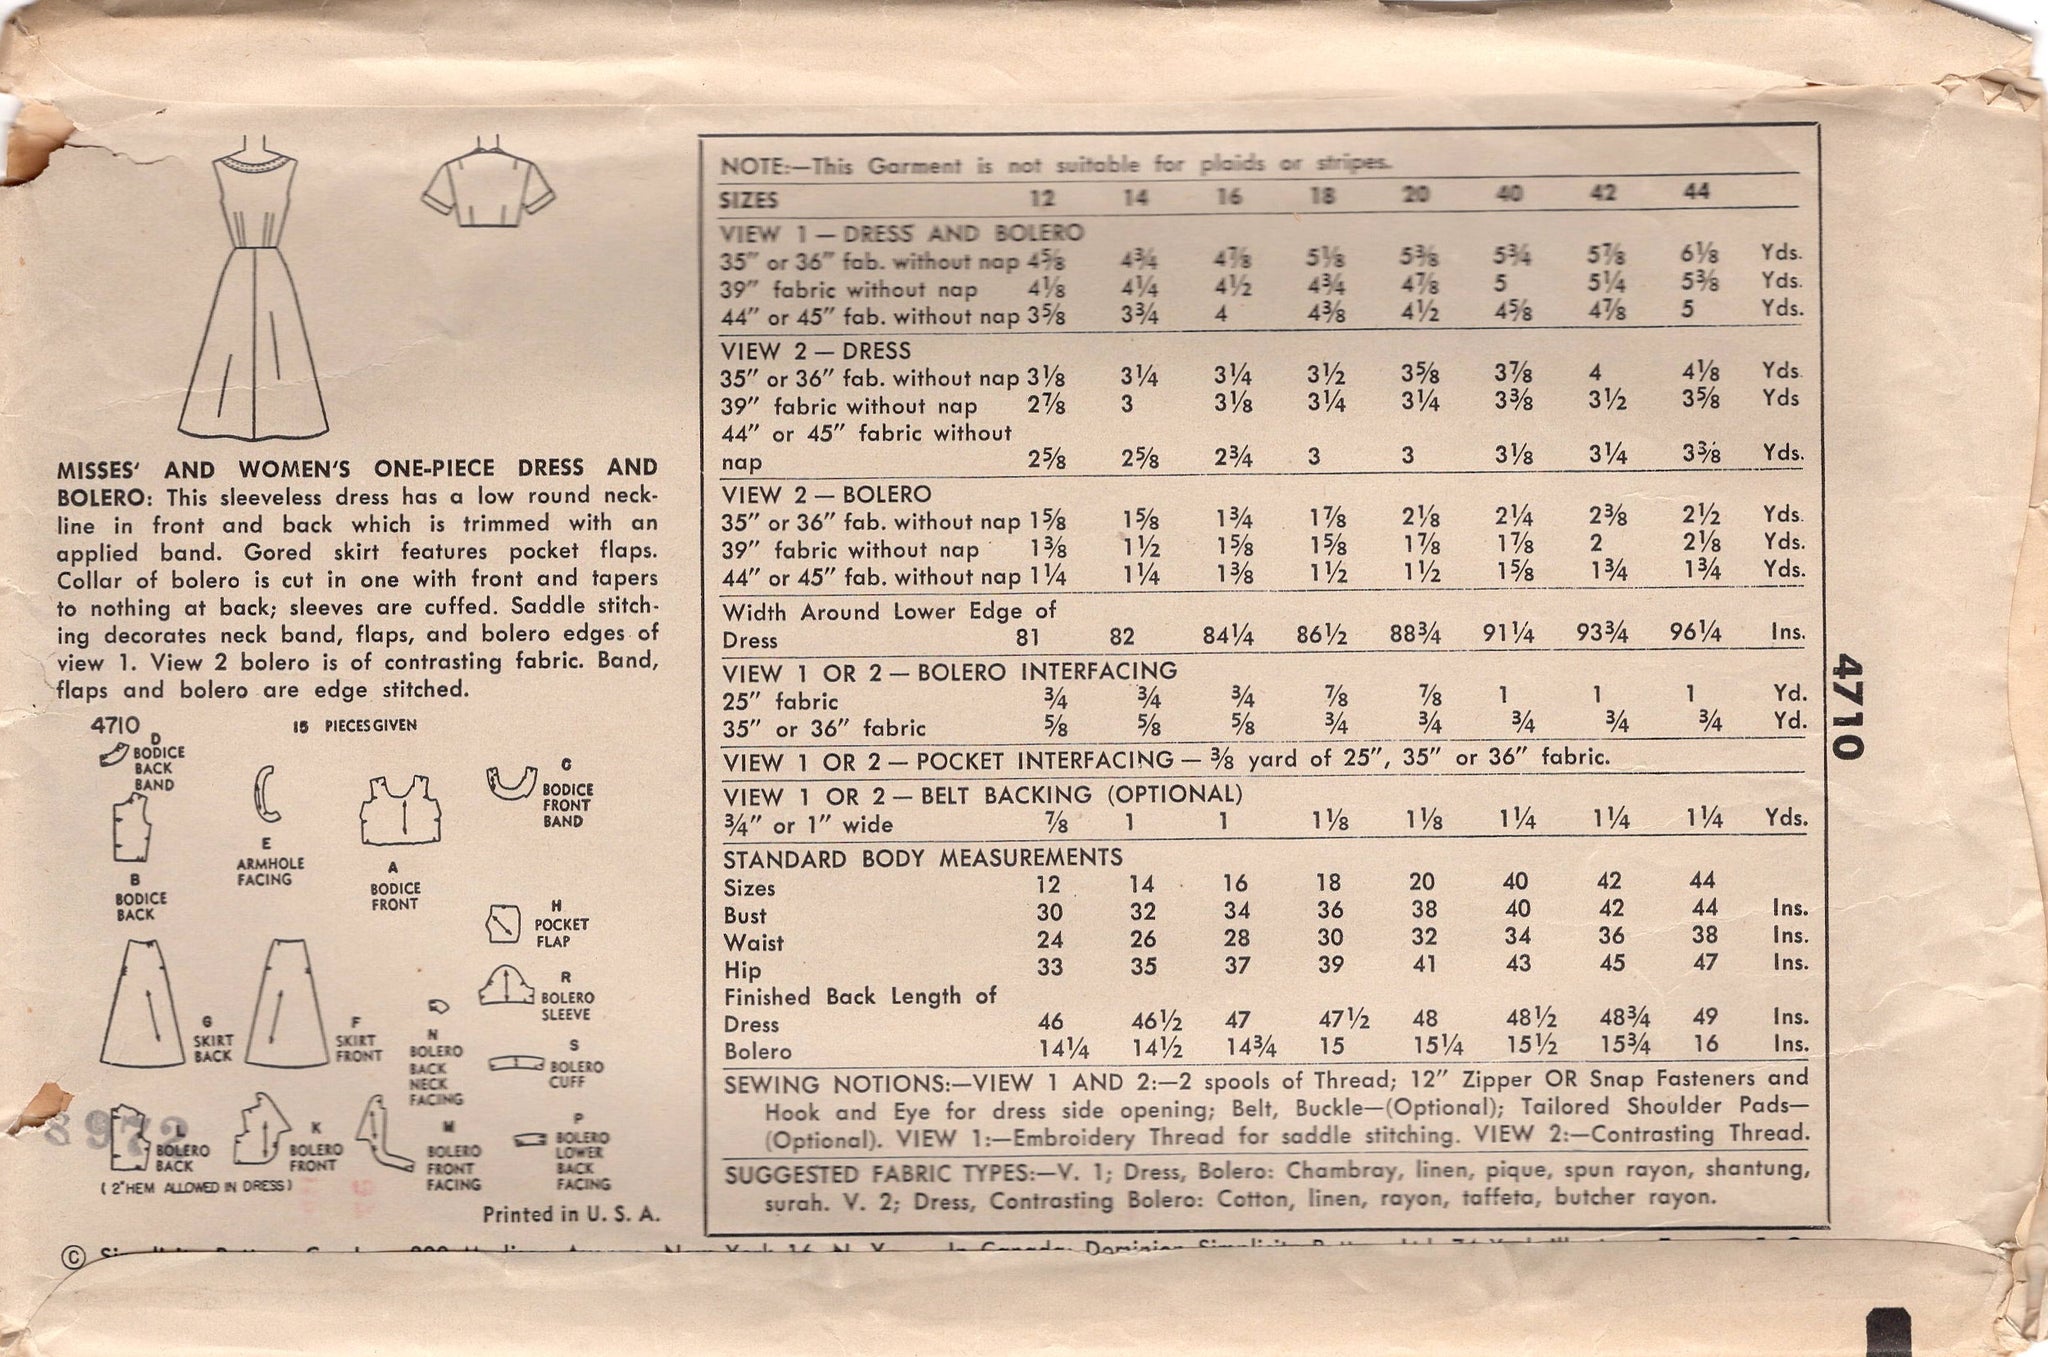 MISSES' AND WOMEN'S ONE-PIECE DRESS AND
BOLERO: This sleeveless dress has a low round neck-
line in front and back which is trimmed with an
applied band. Gored skirt features pocket flaps.
Collar of bolero is cut in one with front and tapers
to nothing at back; sleeves are cuffed. Saddle stitch-
ing decorates neck band, flaps, and bolero edges of
view 1. View 2 bolero is of contrasting fabric. Band,
flaps and bolero are edge stitched.
4710 15 PIECES GIVEN
D
BODICE
BACK
BAND
B
BODICE
BACK
E
ARMHOLE
FACING
A
BODICE
FRONT
C
BODICE
FRONT
BAND
H
POCKET
FLAP
R
BOLERO
SLEEVE
G
SKIRT
BACK
F
SKIRT
FRONT
N
BOLERO
BACK
NECK
FACING
S
BOLERO
CUFF
L
BOLERO
BACK
K
BOLERO
FRONT
M
BOLERO
FRONT
FACING
P
BOLERO
LOWER
BACK
FACING
8972
(2" HEM ALLOWED IN DRESS)
Printed in U. S. A.
NOTE:—This Garment is not suitable for plaids or stripes.
SIZES 12 14 16 18 20 40 42 44
VIEW 1 — DRESS AND BOLERO
35" or 36" fab. without nap 4⅝ 4¾ 4⅞ 5⅛ 5⅜ 5¾ 5⅞ 6⅛ Yds.
39" fabric without nap 4⅛ 4¼ 4½ 4¾ 4⅞ 5 5¼ 5⅜ Yds.
44" or 45" fab. without nap 3⅝ 3¾ 4 4⅜ 4½ 4⅝ 4⅞ 5 Yds.
VIEW 2 — DRESS
35" or 36" fab. without nap 3⅛ 3¼ 3¼ 3½ 3⅝ 3⅞ 4 4⅛ Yds.
39" fabric without nap 2⅞ 3 3⅛ 3¼ 3¼ 3⅜ 3½ 3⅝ Yds
44" or 45" fabric without
nap 2⅝ 2⅝ 2¾ 3 3 3⅛ 3¼ 3⅜ Yds.
VIEW 2 — BOLERO
35" or 36" fab. without nap 1⅝ 1⅝ 1¾ 1⅞ 2⅛ 2¼ 2⅜ 2½ Yds.
39" fabric without nap 1⅜ 1½ 1⅝ 1⅝ 1⅞ 1⅞ 2 2⅛ Yds.
44" or 45" fab. without nap 1¼ 1¼ 1⅜ 1½ 1½ 1⅝ 1¾ 1¾ Yds.
Width Around Lower Edge of
Dress 81 82 84¼ 86½ 88¾ 91¼ 93¾ 96¼ Ins.
VIEW 1 OR 2 — BOLERO INTERFACING
25" fabric ¾ ¾ ¾ ⅞ ⅞ 1 1 1 Yd.
35" or 36" fabric ⅝ ⅝ ⅝ ¾ ¾ ¾ ¾ ¾ Yd.
VIEW 1 OR 2 — POCKET INTERFACING — ⅜ yard of 25", 35" or 36" fabric.
VIEW 1 OR 2 — BELT BACKING (OPTIONAL)
¾" or 1" wide ⅞ 1 1 1⅛ 1⅛ 1¼ 1¼ 1¼ Yds.
STANDARD BODY MEASUREMENTS
Sizes 12 14 16 18 20 40 42 44
Bust 30 32 34 36 38 40 42 44 Ins.
Waist 24 26 28 30 32 34 36 38 Ins.
Hip 33 35 37 39 41 43 45 47 Ins.
Finished Back Length of
Dress 46 46½ 47 47½ 48 48½ 48¾ 49 Ins.
Bolero 14¼ 14½ 14¾ 15 15¼ 15½ 15¾ 16 Ins.
SEWING NOTIONS:—VIEW 1 AND 2:—2 spools of Thread; 12" Zipper OR Snap Fasteners and
Hook and Eye for dress side opening; Belt, Buckle—(Optional); Tailored Shoulder Pads—
(Optional). VIEW 1:—Embroidery Thread for saddle stitching. VIEW 2:—Contrasting Thread.
SUGGESTED FABRIC TYPES:—V. 1; Dress, Bolero: Chambray, linen, pique, spun rayon, shantung,
surah. V. 2; Dress, Contrasting Bolero: Cotton, linen, rayon, taffeta, butcher rayon.
4710
©